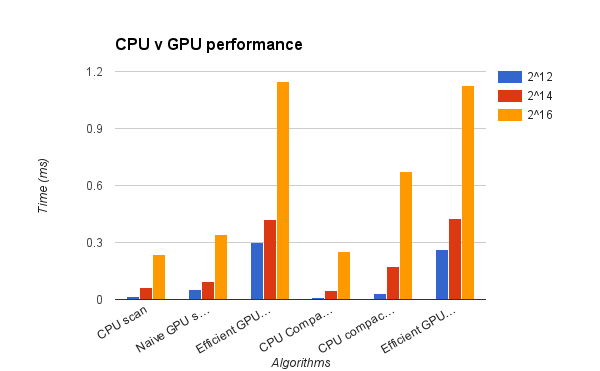 CPU v GPU performance
1.2
0.9
0.6
0.3
0
Time (ms)
2^12
2^14
2^16
CPU scan
Naive GPU s...
Efficient GPU...
CPU Compa...
CPU compac...
Efficient GPU...
Algorithms